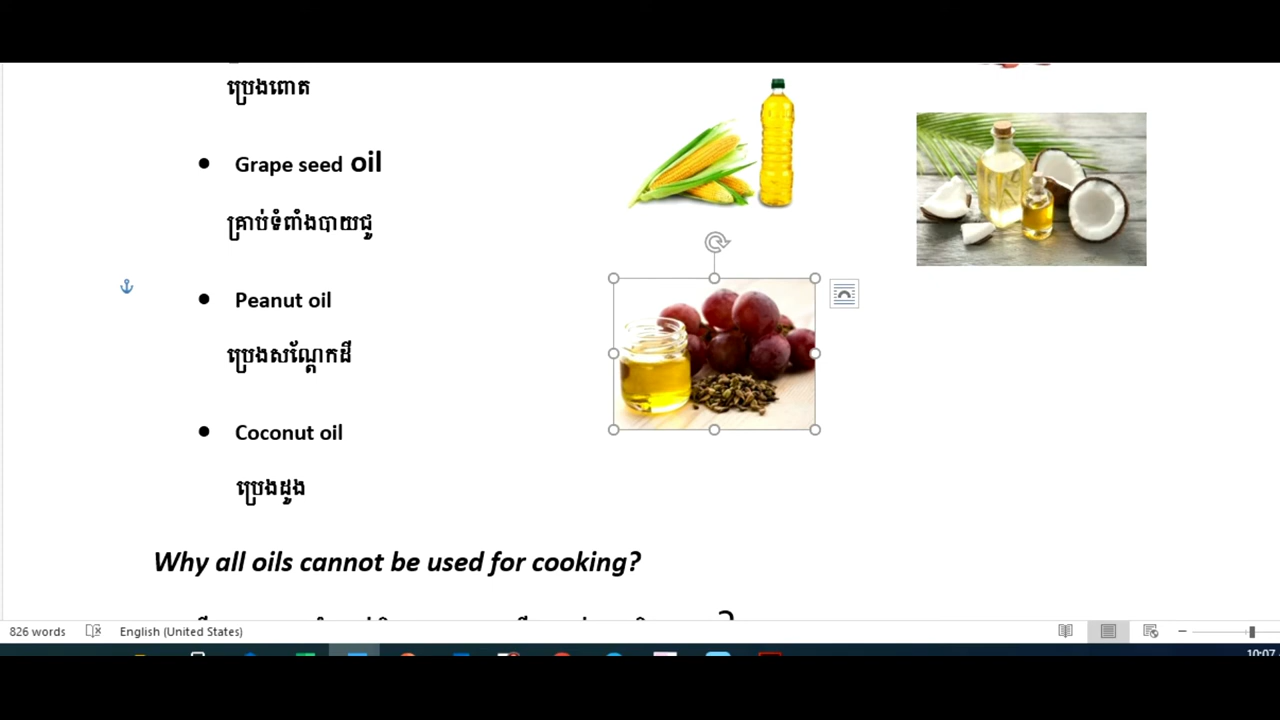 ប្រេងពោត
Grape seed oil
គ្រាប់ទំពាំងបាយជូ
Peanut oil
ប្រេងសណ្ដែកដី
Coconut oil
ប្រេងដូង
Why all oils cannot be used for cooking?
826 words English (United States)
10:07